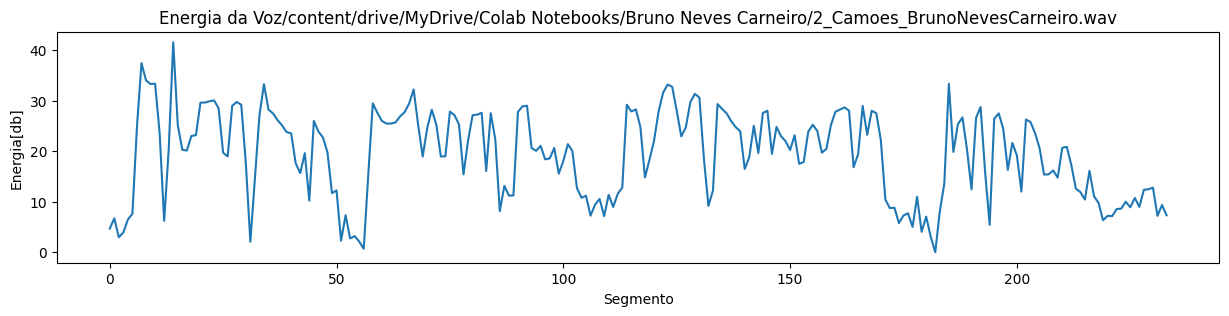 Energia da Voz/content/drive/MyDrive/Colab Notebooks/Bruno Neves Carneiro/2_Camoes_BrunoNevesCarneiro.wav
40
30
20
10
0
Energia[db]
0 50 100 150 200
Segmento